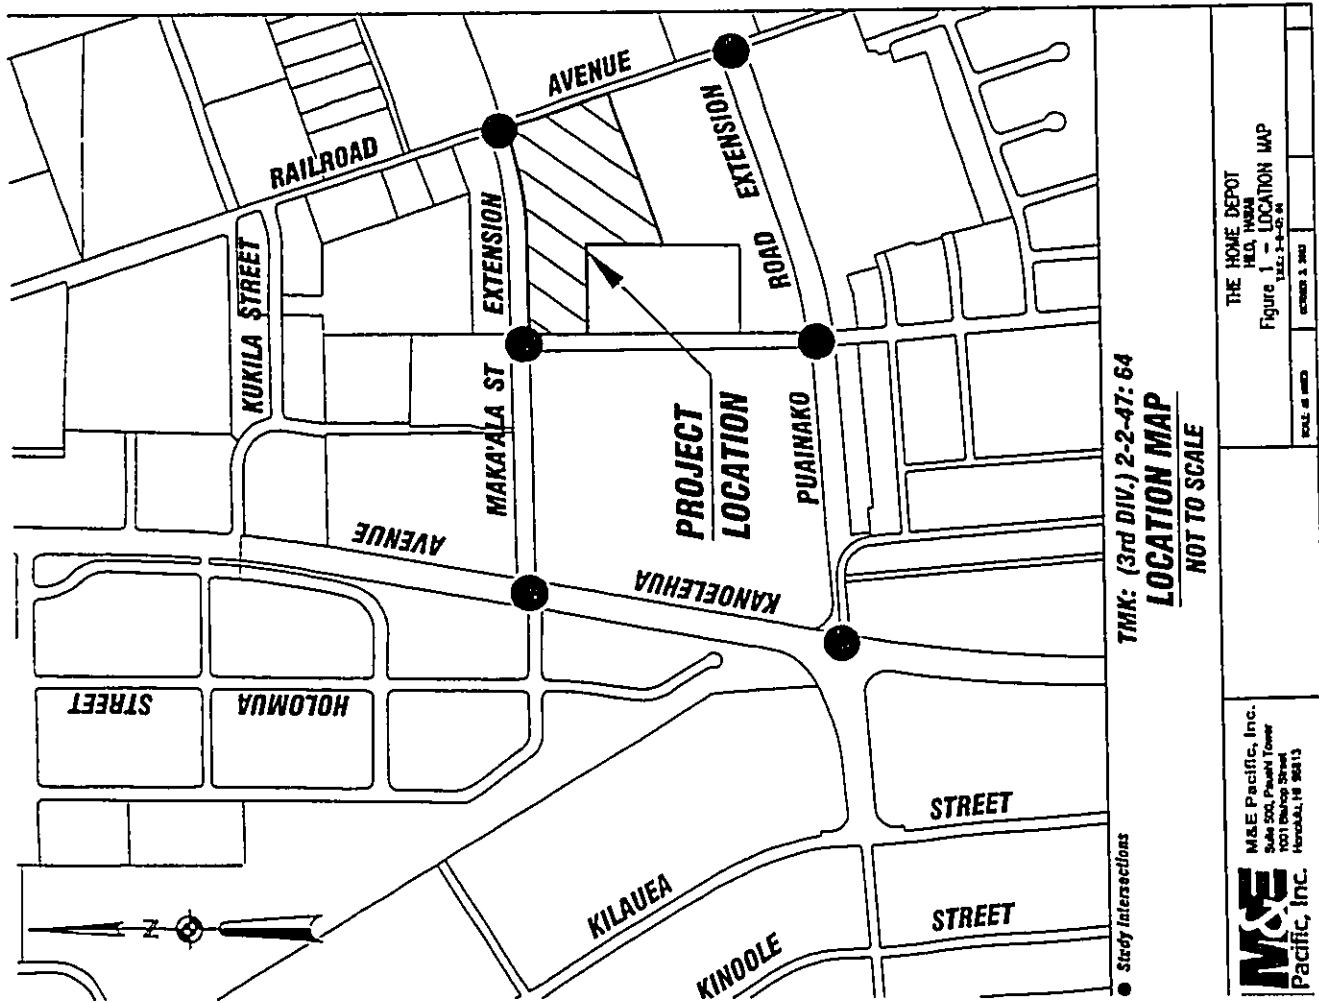 RAILROAD
AVENUE
KUKILA STREET
MAKA'ALA ST
EXTENSION
PUAINAKO
ROAD
EXTENSION
PROJECT
LOCATION
AVENUE
KANOELEHUA
STREET
HOLOMUA
N
KILAUEA
STREET
KINOOLE
STREET
● Study Intersections
TMK: (3rd DIV.) 2-2-47: 64
LOCATION MAP
NOT TO SCALE
M&E
Pacific, Inc.
M&E Pacific, Inc.
Suite 500, Pauahi Tower
1001 Bishop Street
Honolulu, HI 96813
THE HOME DEPOT
HILO, HAWAII
Figure 1 - LOCATION MAP